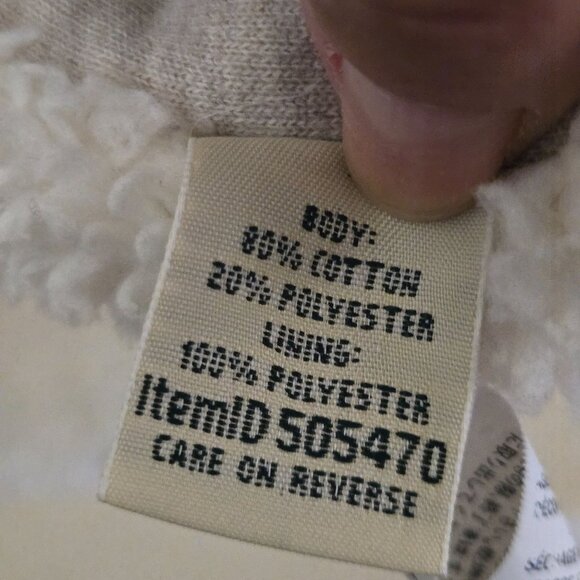 BODY:
80% COTTON
20% POLYESTER
LINING:
100% POLYESTER
ItemID 505470
CARE ON REVERSE